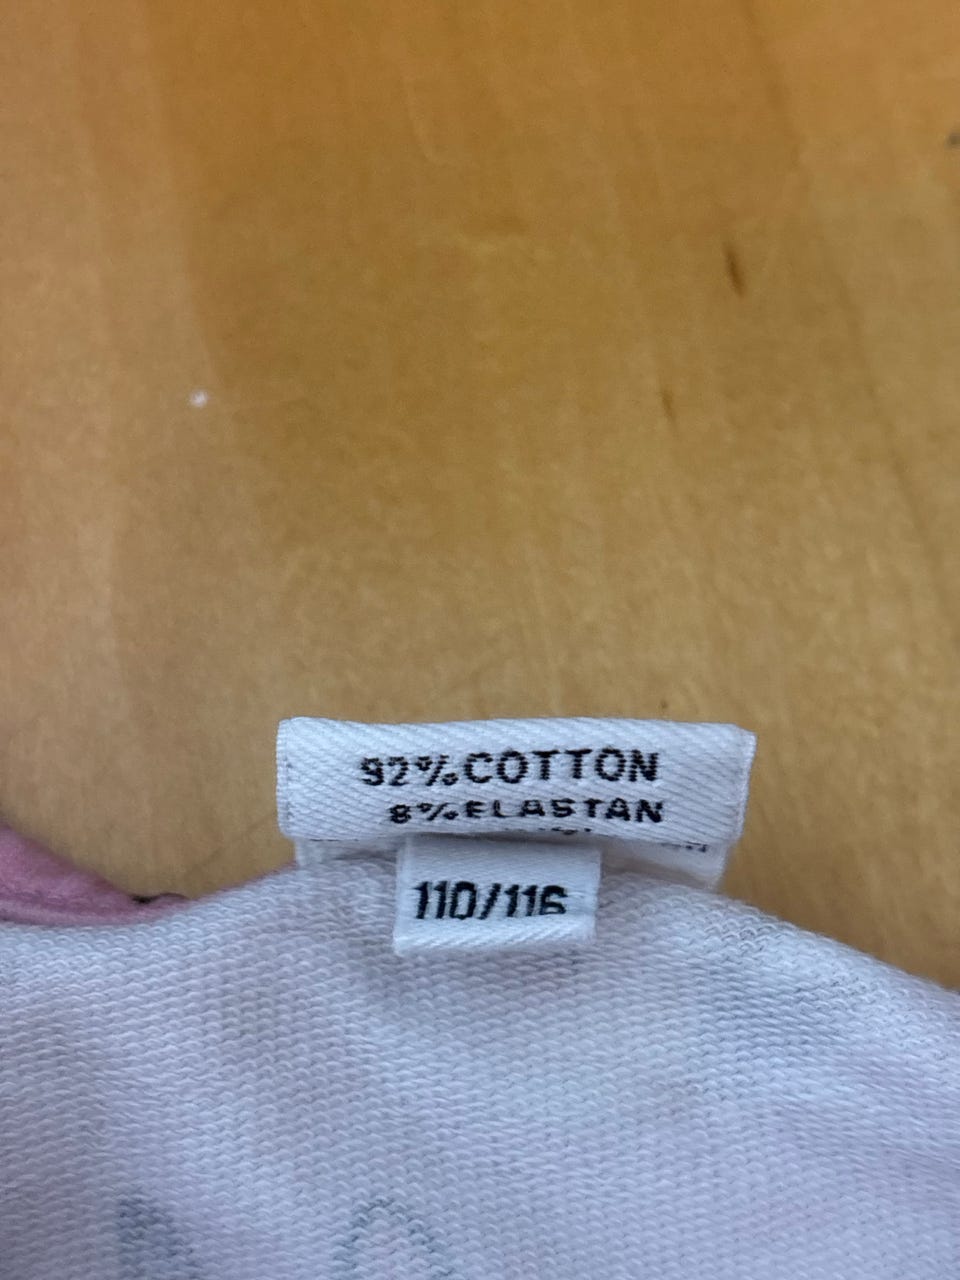 92% COTTON
8% ELASTAN
110/116